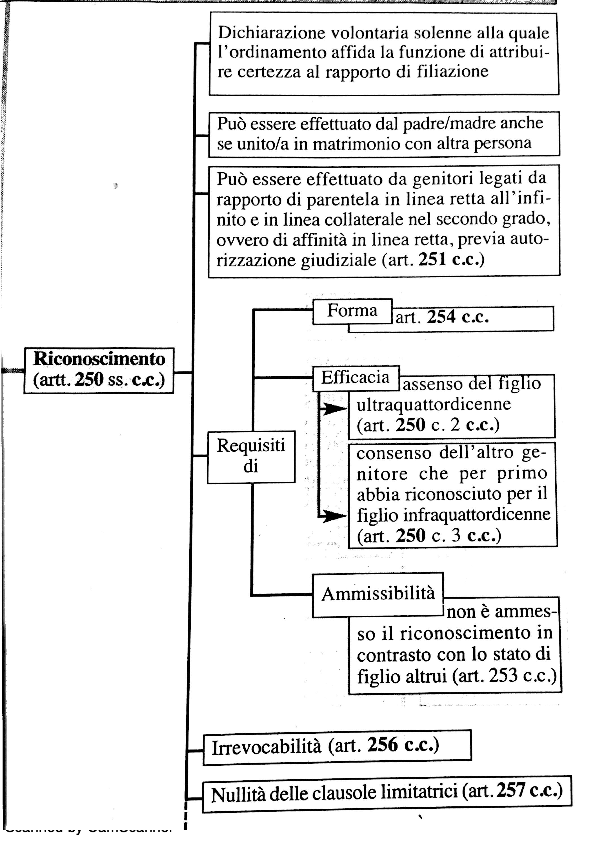 Dichiarazione volontaria solenne alla quale
l'ordinamento affida la funzione di attribui-
re certezza al rapporto di filiazione
Può essere effettuato dal padre/madre anche
se unito/a in matrimonio con altra persona
Può essere effettuato da genitori legati da
rapporto di parentela in linea retta all'infi-
nito e in linea collaterale nel secondo grado,
ovvero di affinità in linea retta, previa auto-
rizzazione giudiziale (art. 251 c.c.)
Riconoscimento
(artt. 250 ss. c.c.)
Requisiti
di
Forma
art. 254 c.c.
Efficacia
assenso del figlio
ultraquattordicenne
(art. 250 c. 2 c.c.)
consenso dell'altro ge-
nitore che per primo
abbia riconosciuto per il
figlio infraquattordicenne
(art. 250 c. 3 c.c.)
Ammissibilità
non è ammes-
so il riconoscimento in
contrasto con lo stato di
figlio altrui (art. 253 c.c.)
Irrevocabilità (art. 256 c.c.)
Nullità delle clausole limitatrici (art. 257 c.c.)
Scanned by CamScanner